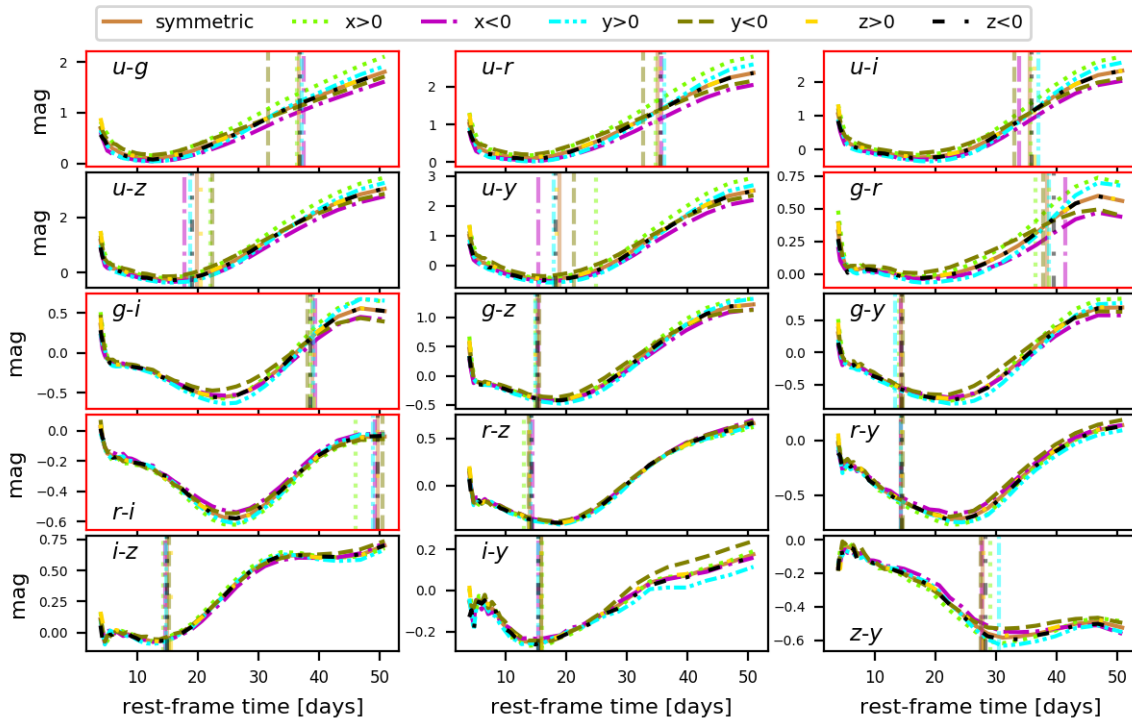 symmetric x>0 x<0 y>0 y<0 z>0 z<0
mag
2
1
0
u-g
2
1
0
u-r
2
1
0
u-i
mag
2
0
u-z
3
2
1
0
u-y
0.75
0.50
0.25
0.00
g-r
mag
0.5
0.0
−0.5
g-i
1.0
0.5
0.0
−0.5
g-z
0.5
0.0
−0.5
g-y
mag
0.0
−0.2
−0.4
−0.6
r-i
0.5
0.0
r-z
0.0
−0.5
r-y
mag
0.75
0.50
0.25
0.00
i-z
0.2
0.0
−0.2
i-y
0.0
−0.2
−0.4
−0.6
z-y
10 20 30 40 50
10 20 30 40 50
10 20 30 40 50
rest-frame time [days]
rest-frame time [days]
rest-frame time [days]